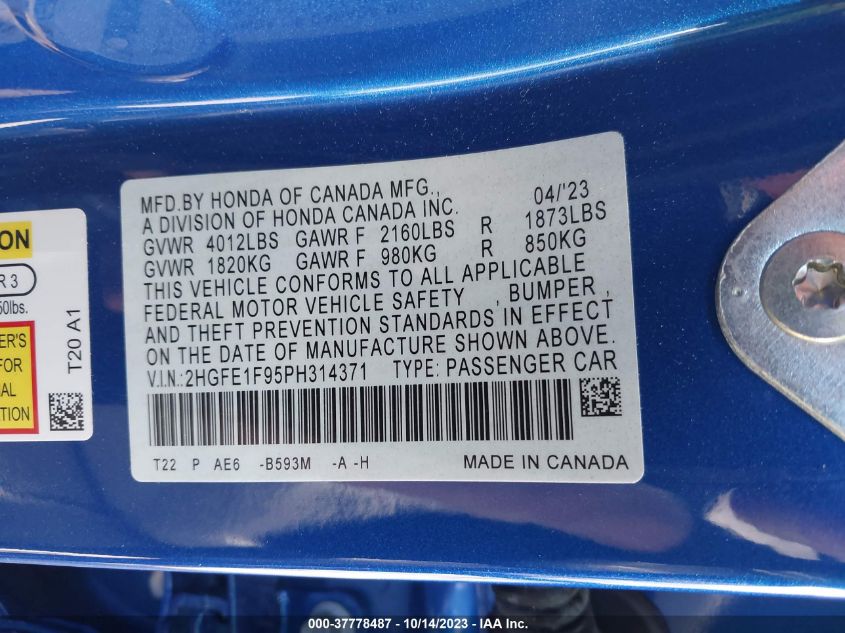 MFD.BY HONDA OF CANADA MFG., 04/'23
A DIVISION OF HONDA CANADA INC.
GVWR 4012LBS GAWR F 2160LBS R 1873LBS
GVWR 1820KG GAWR F 980KG R 850KG
THIS VEHICLE CONFORMS TO ALL APPLICABLE
FEDERAL MOTOR VEHICLE SAFETY , BUMPER ,
AND THEFT PREVENTION STANDARDS IN EFFECT
ON THE DATE OF MANUFACTURE SHOWN ABOVE.
V.I.N.:2HGFE1F95PH314371 TYPE: PASSENGER CAR
T22 P AE6 -B593M -A -H MADE IN CANADA
ON
R 3
50lbs.
ER'S
FOR
AL
TION
T20 A1
000-37778487 - 10/14/2023 - IAA Inc.